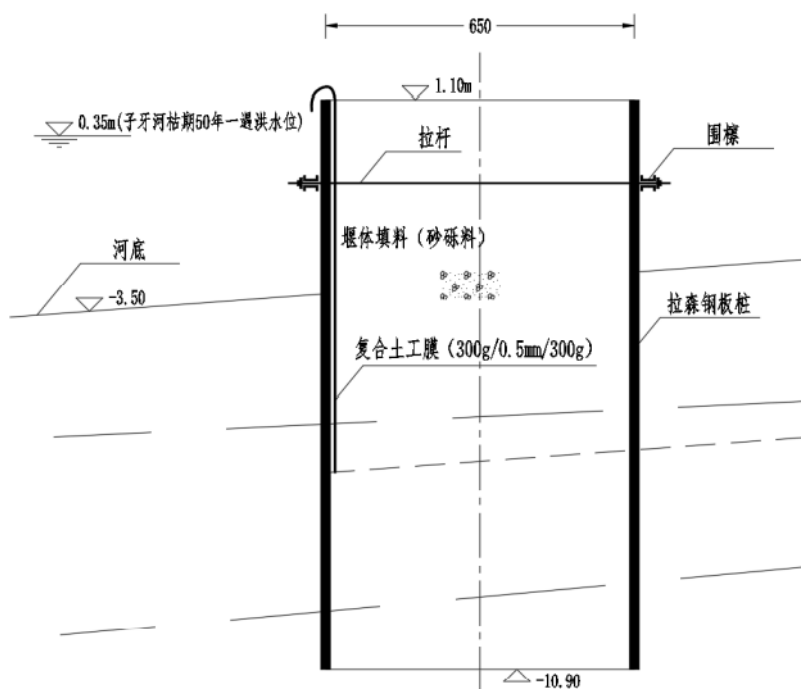 650
1.10m
0.35m(子牙河枯期50年一遇洪水位)
拉杆
围檩
堰体填料（砂砾料）
河底
-3.50
拉森钢板桩
复合土工膜（300g/0.5mm/300g）
-10.90